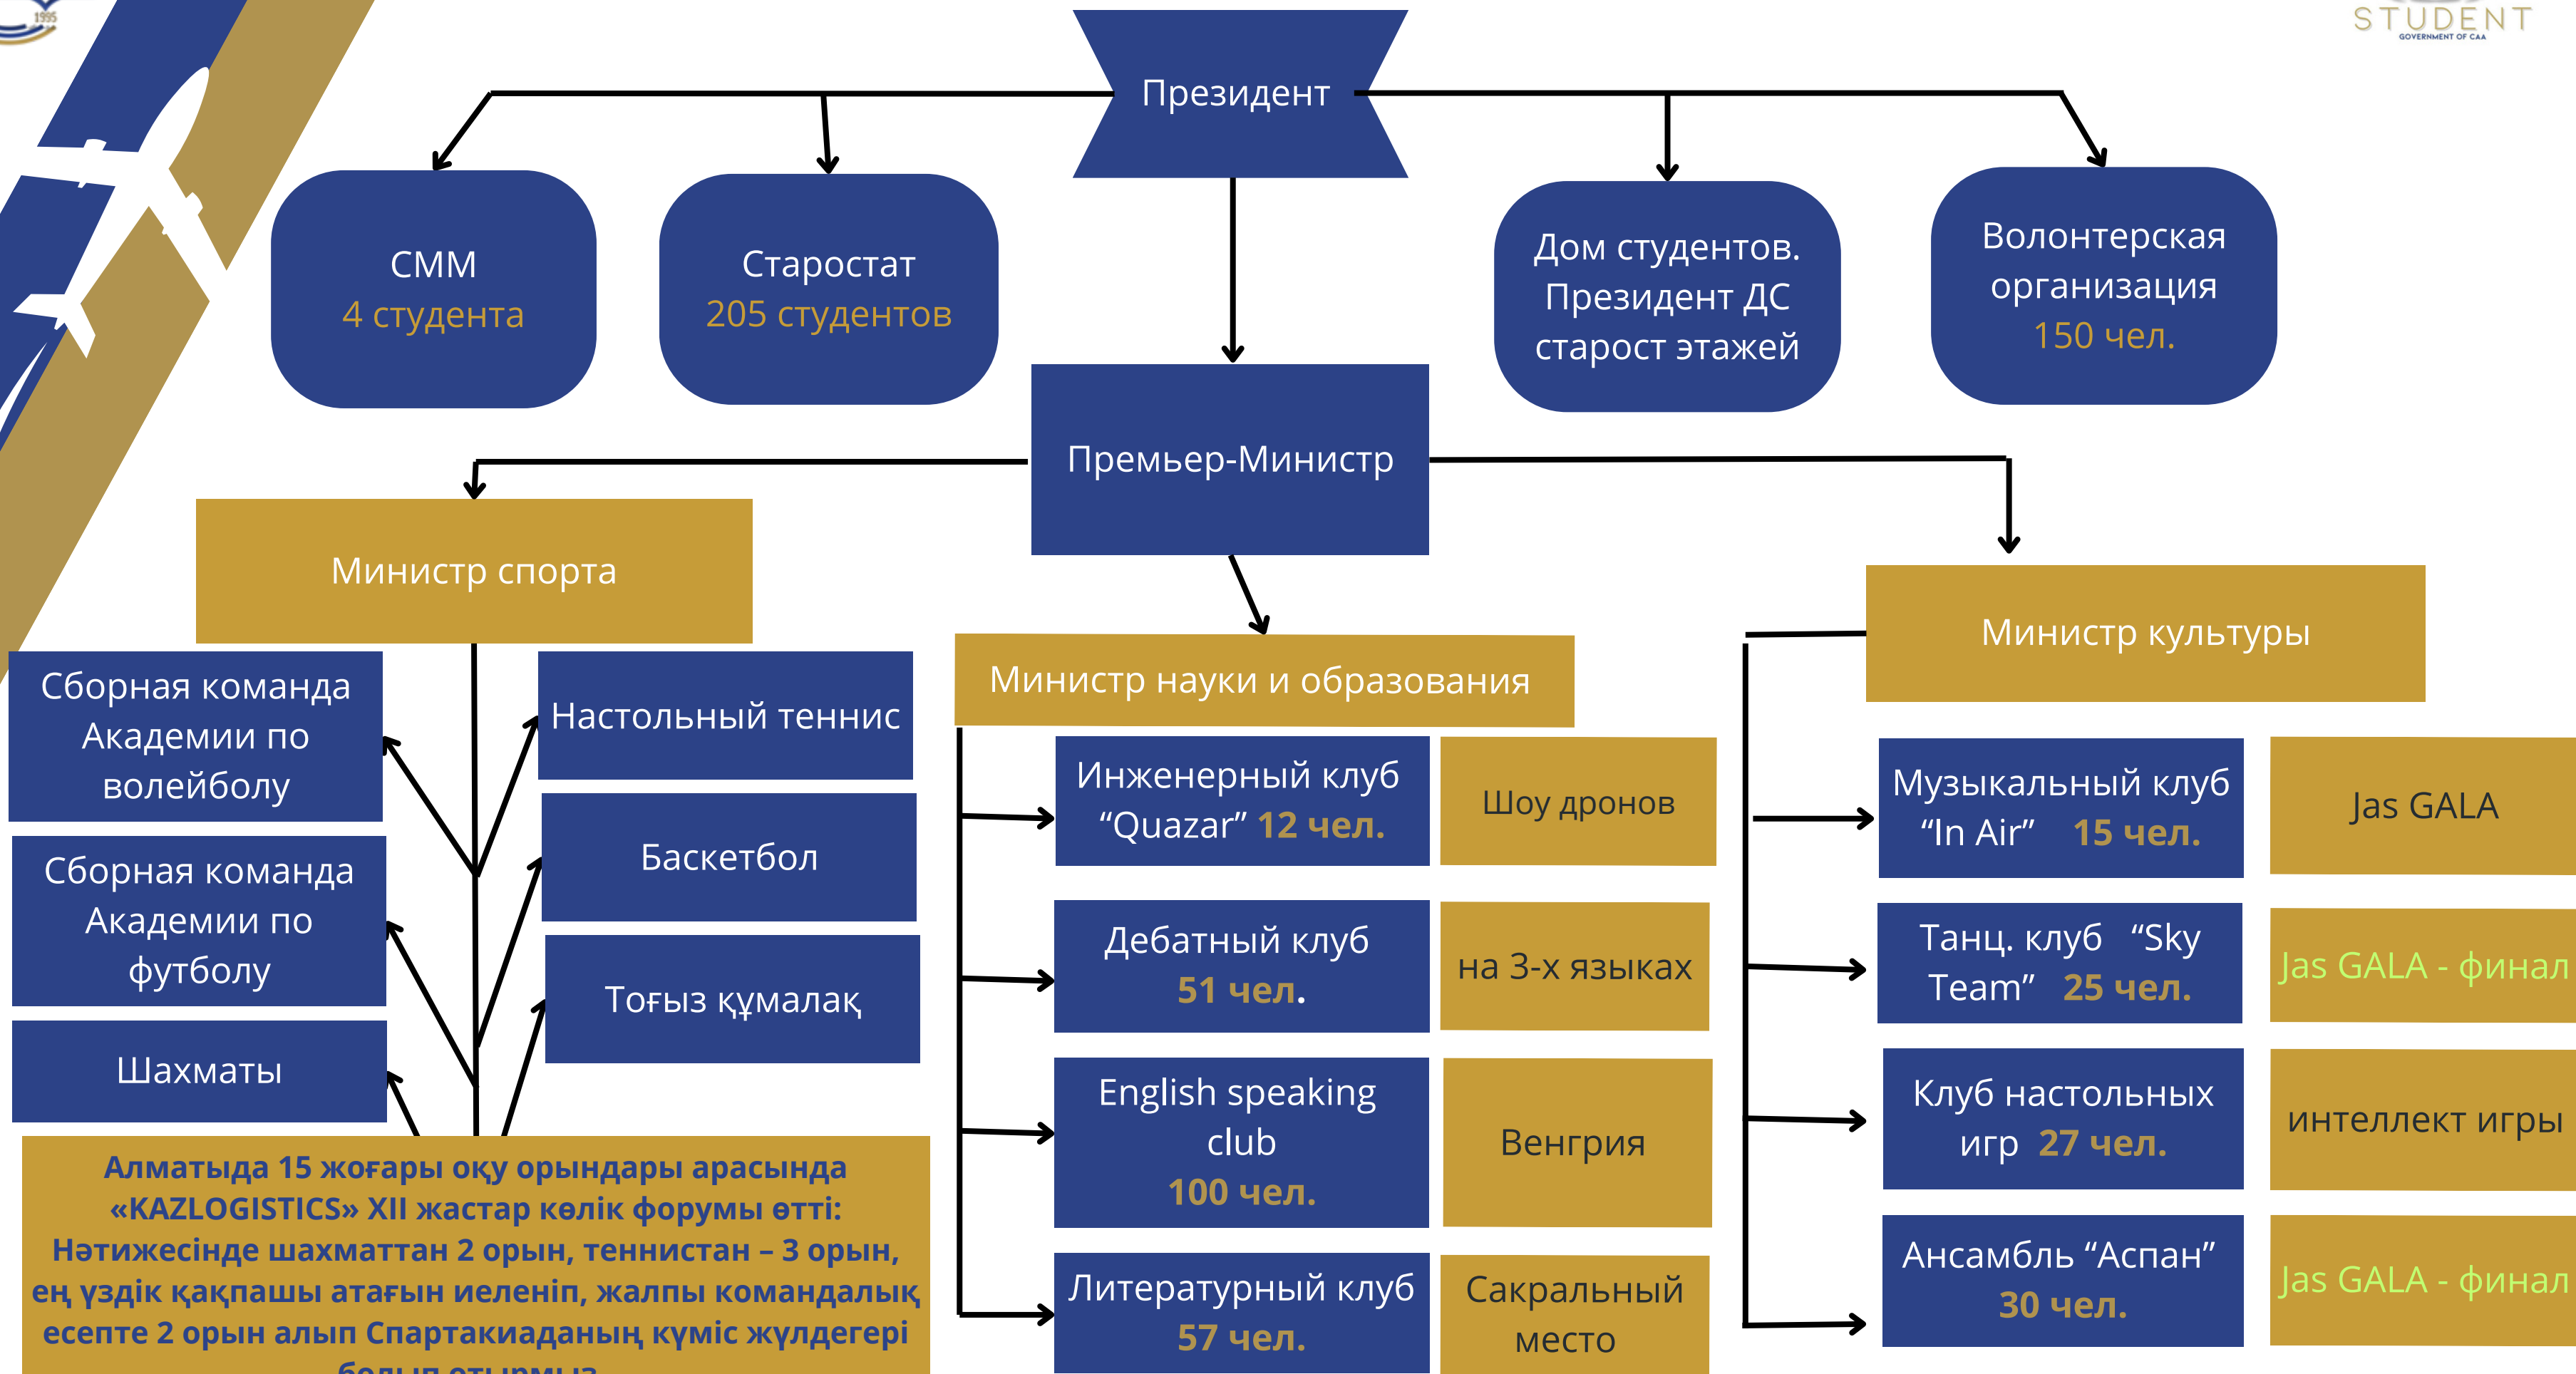 1995
STUDENT
GOVERNMENT OF CAA
Президент
СММ
4 студента
Старостат
205 студентов
Дом студентов.
Президент ДС
старост этажей
Волонтерская
организация
150 чел.
Премьер-Министр
Министр спорта
Сборная команда
Академии по
волейболу
Сборная команда
Академии по
футболу
Шахматы
Настольный теннис
Баскетбол
Тоғыз құмалақ
Алматыда 15 жоғары оқу орындары арасында
«KAZLOGISTICS» XII жастар көлік форумы өтті:
Нәтижесінде шахматтан 2 орын, теннистан – 3 орын,
ең үздік қақпашы атағын иеленіп, жалпы командалық
есепте 2 орын алып Спартакиаданың күміс жүлдегері
болып отырмыз
Министр науки и образования
Инженерный клуб
“Quazar” 12 чел.
Шоу дронов
Дебатный клуб
51 чел.
на 3-х языках
English speaking
club
100 чел.
Венгрия
Литературный клуб
57 чел.
Сакральный
место
Министр культуры
Музыкальный клуб
“In Air” 15 чел.
Jas GALA
Танц. клуб “Sky
Team” 25 чел.
Jas GALA - финал
Клуб настольных
игр 27 чел.
интеллект игры
Ансамбль “Аспан”
30 чел.
Jas GALA - финал